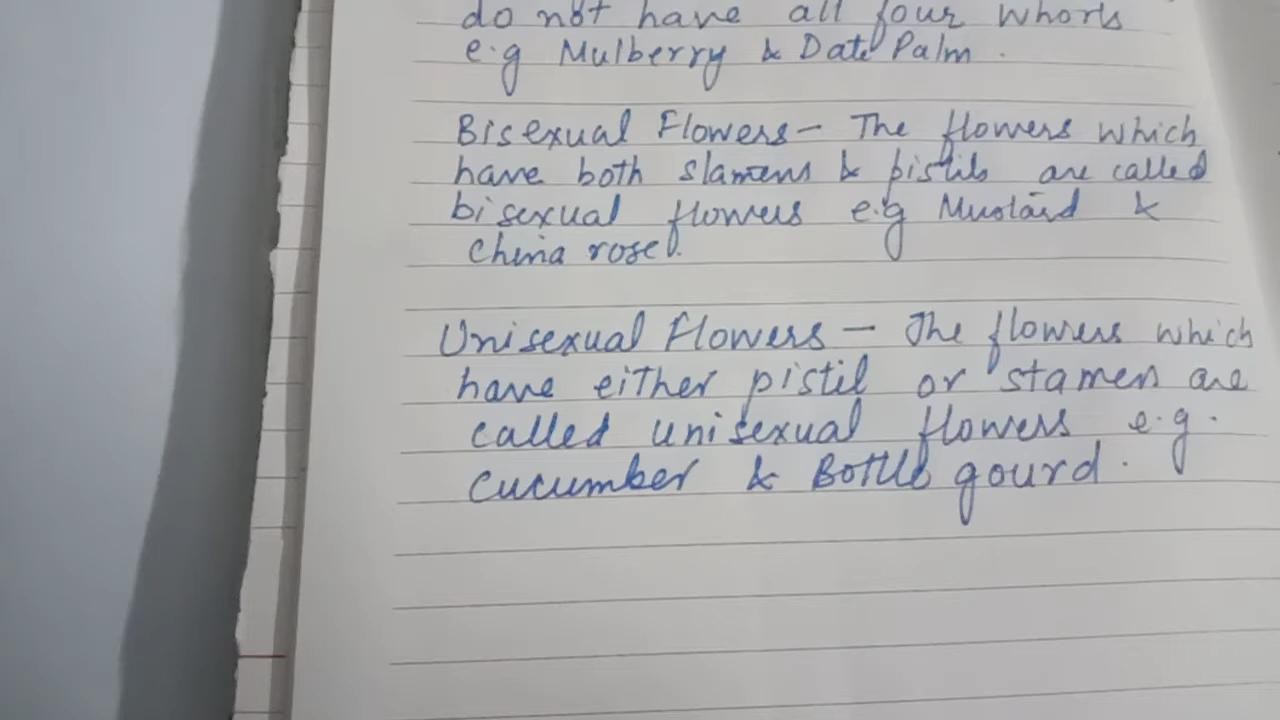 do not have all four whorls
e.g Mulberry & Date Palm .
Bisexual Flowers - The flowers which
have both stamens & pistils are called
bisexual flowers e.g Mustard &
China rose.
Unisexual Flowers - The flowers which
have either pistil or stamen are
called unisexual flowers e.g.
Cucumber & Bottle gourd .